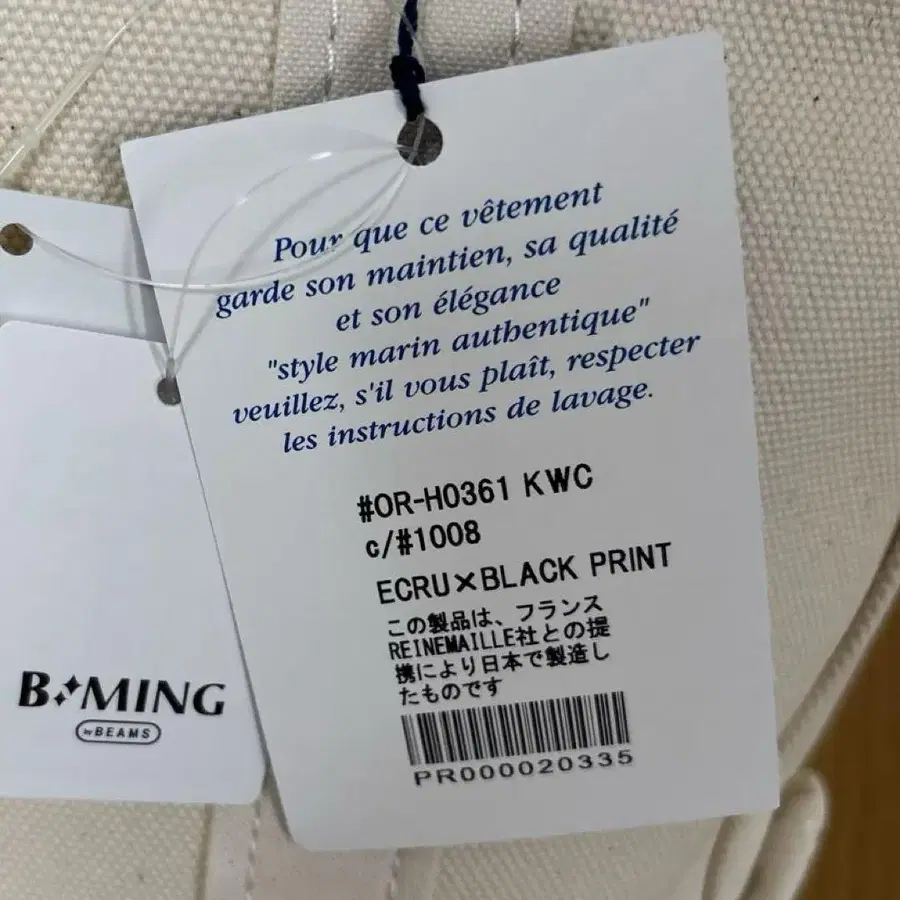 Pour que ce vêtement
garde son maintien, sa qualité
et son élégance
"style marin authentique"
veuillez, s'il vous plaît, respecter
les instructions de lavage.
#OR-H0361 KWC
c/#1008
ECRU×BLACK PRINT
この製品は、フランス
REINEMAILLE社との提
携により日本で製造し
たものです
PR000020335
B MING
by BEAMS